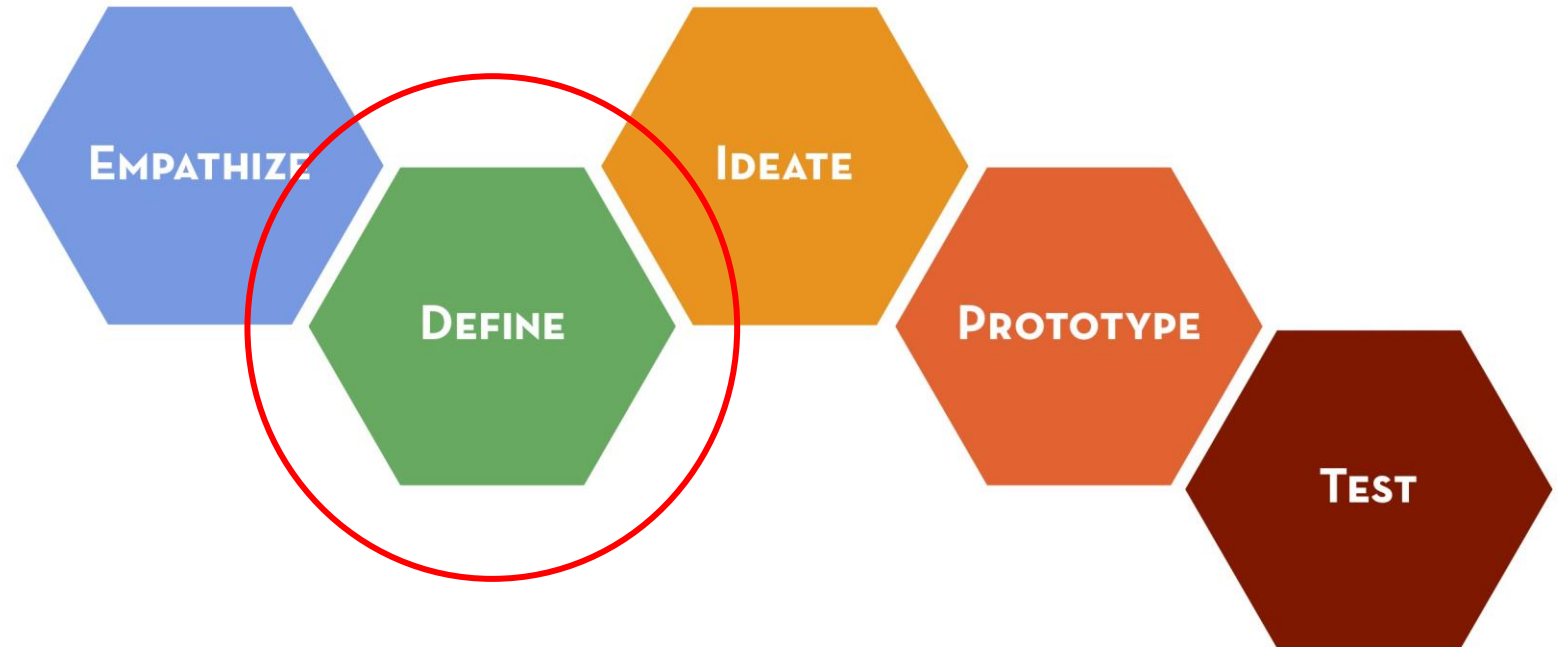 EMPATHIZE
DEFINE
IDEATE
PROTOTYPE
TEST